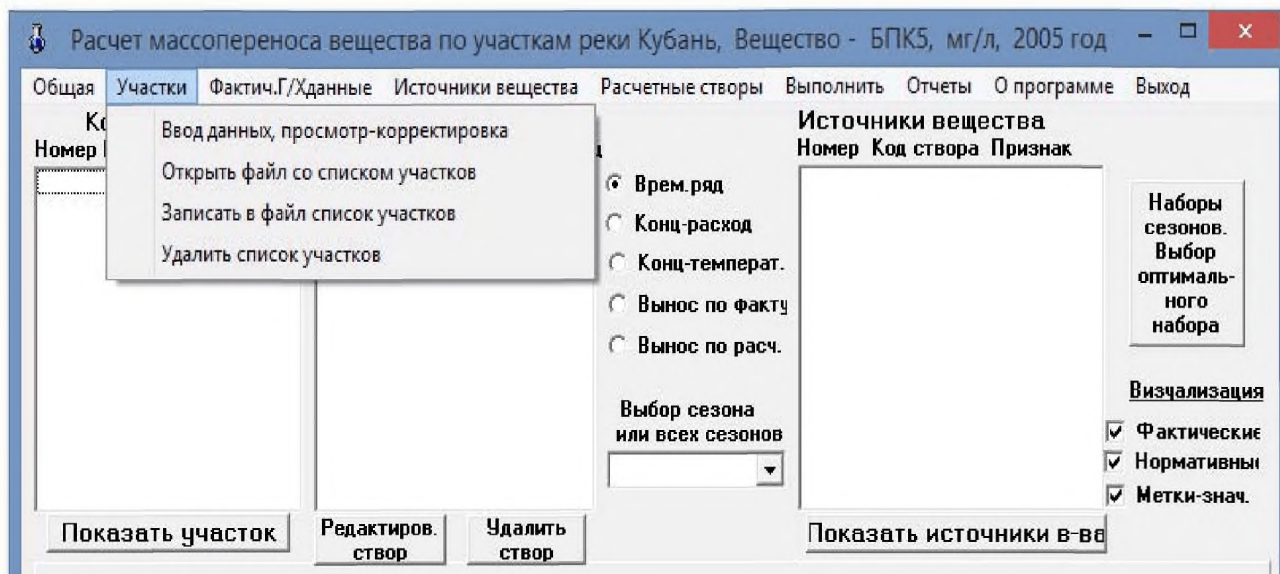 Расчет массопереноса вещества по участкам реки Кубань, Вещество - БПК5, мг/л, 2005 год
Общая Участки Фактич.Г/Хданные Источники вещества Расчетные створы Выполнить Отчеты О программе Выход
Ввод данных, просмотр-корректировка
Открыть файл со списком участков
Записать в файл список участков
Удалить список участков
Номер
Врем.ряд
Конц-расход
Конц-температ.
Вынос по факту
Вынос по расч.
Выбор сезона
или всех сезонов
Источники вещества
Номер Код створа Признак
Наборы
сезонов.
Выбор
оптималь-
ного
набора
Визуализация
Фактические
Нормативны
Метки-знач.
Показать участок
Редактиров.
створ
Удалить
створ
Показать источники в-ва